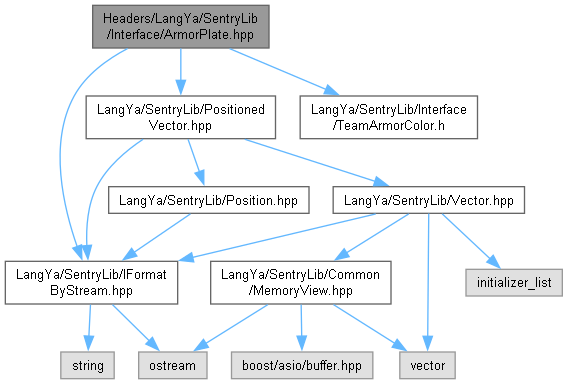 Headers/LangYa/SentryLib
/Interface/ArmorPlate.hpp
LangYa/SentryLib/Positioned
Vector.hpp
LangYa/SentryLib/Interface
/TeamArmorColor.h
LangYa/SentryLib/Position.hpp
LangYa/SentryLib/Vector.hpp
LangYa/SentryLib/IFormat
ByStream.hpp
LangYa/SentryLib/Common
/MemoryView.hpp
initializer_list
string
ostream
boost/asio/buffer.hpp
vector